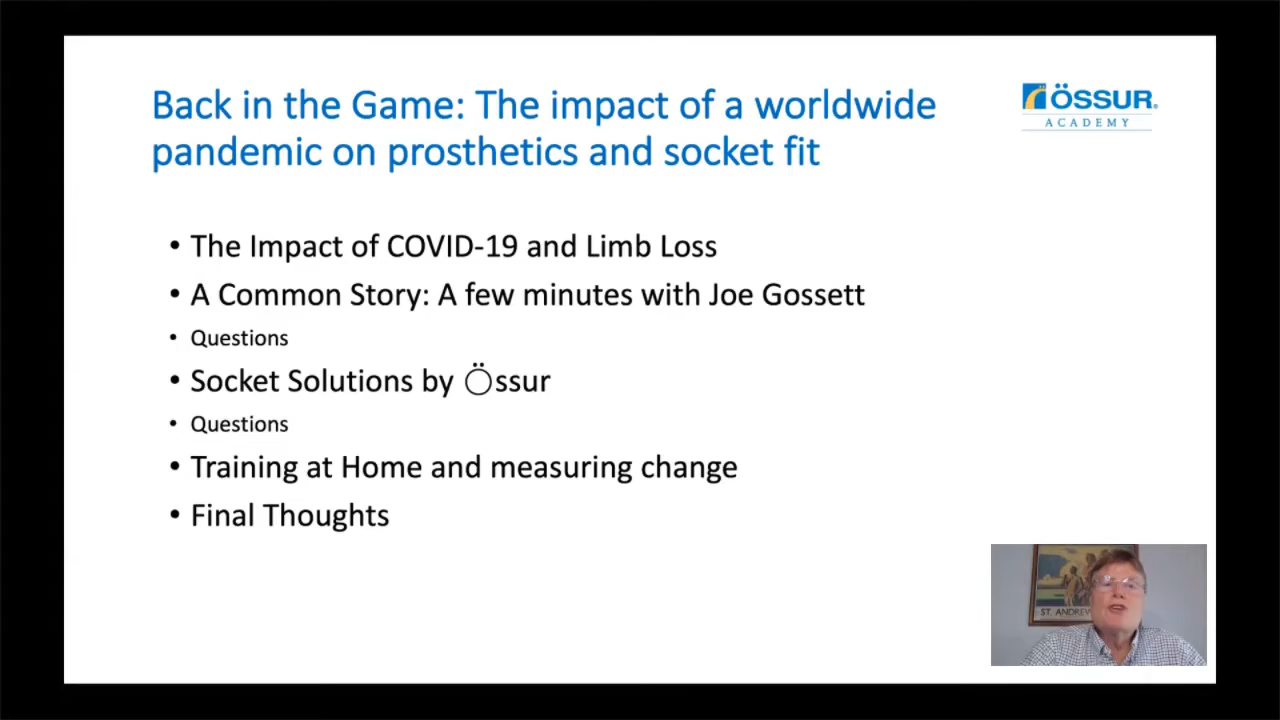 Back in the Game: The impact of a worldwide
pandemic on prosthetics and socket fit
ÖSSUR®
ACADEMY
• The Impact of COVID-19 and Limb Loss
• A Common Story: A few minutes with Joe Gossett
• Questions
• Socket Solutions by Össur
• Questions
• Training at Home and measuring change
• Final Thoughts
ST. ANDREW